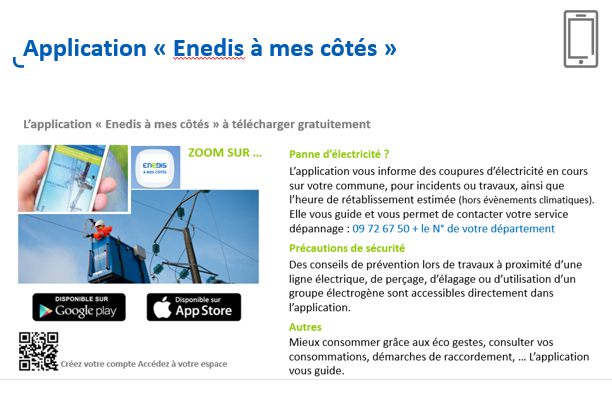 Application « Enedis à mes côtés »
L’application « Enedis à mes côtés » à télécharger gratuitement
ENEDIS
À MES CÔTÉS
ZOOM SUR …
DISPONIBLE SUR
Google play
Disponible sur
App Store
Créez votre compte Accédez à votre espace
Panne d’électricité ?
L’application vous informe des coupures d’électricité en cours
sur votre commune, pour incidents ou travaux, ainsi que
l’heure de rétablissement estimée (hors évènements climatiques).
Elle vous guide et vous permet de contacter votre service
dépannage : 09 72 67 50 + le N° de votre département
Précautions de sécurité
Des conseils de prévention lors de travaux à proximité d’une
ligne électrique, de perçage, d’élagage ou d’utilisation d’un
groupe électrogène sont accessibles directement dans
l’application.
Autres
Mieux consommer grâce aux éco gestes, consulter vos
consommations, démarches de raccordement, … L’application
vous guide.